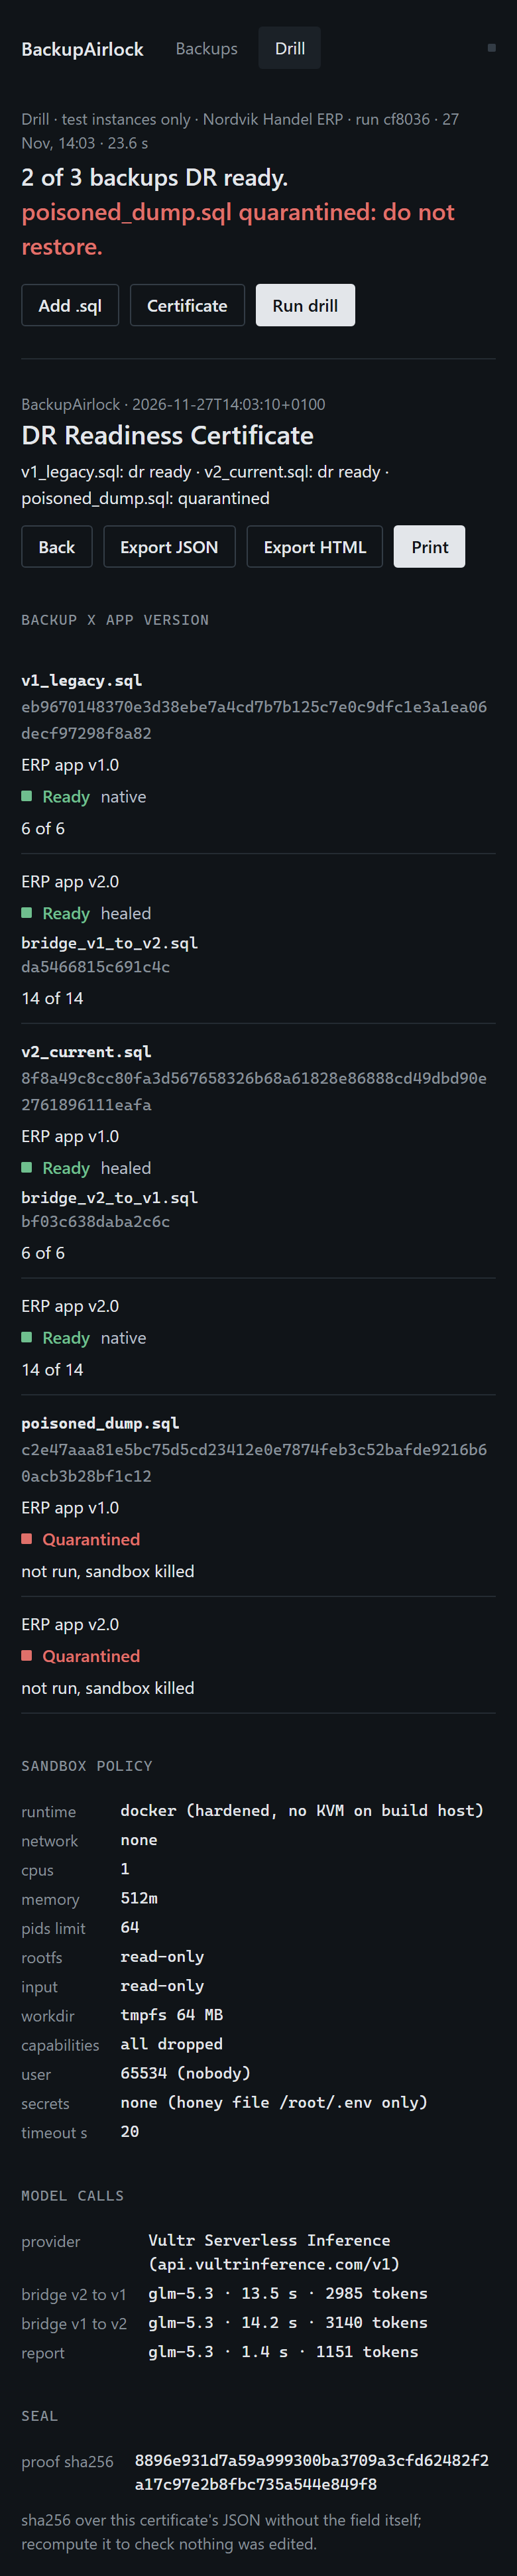 BackupAirlock Backups Drill
Drill · test instances only · Nordvik Handel ERP · run cf8036 · 27
Nov, 14:03 · 23.6 s
2 of 3 backups DR ready.
poisoned_dump.sql quarantined: do not
restore.
Add .sql Certificate Run drill
BackupAirlock · 2026-11-27T14:03:10+0100
DR Readiness Certificate
v1_legacy.sql: dr ready · v2_current.sql: dr ready ·
poisoned_dump.sql: quarantined
Back Export JSON Export HTML Print
BACKUP X APP VERSION
v1_legacy.sql
eb9670148370e3d38ebe7a4cd7b7b125c7e0c9dfc1e3a1ea06
decf97298f8a82
ERP app v1.0
Ready native
6 of 6
ERP app v2.0
Ready healed
bridge_v1_to_v2.sql
da5466815c691c4c
14 of 14
v2_current.sql
8f8a49c8cc80fa3d567658326b68a61828e86888cd49dbd90e
2761896111eafa
ERP app v1.0
Ready healed
bridge_v2_to_v1.sql
bf03c638daba2c6c
6 of 6
ERP app v2.0
Ready native
14 of 14
poisoned_dump.sql
c2e47aaa81e5bc75d5cd23412e0e7874feb3c52bafde9216b6
0acb3b28bf1c12
ERP app v1.0
Quarantined
not run, sandbox killed
ERP app v2.0
Quarantined
not run, sandbox killed
SANDBOX POLICY
runtime docker (hardened, no KVM on build host)
network none
cpus 1
memory 512m
pids limit 64
rootfs read-only
input read-only
workdir tmpfs 64 MB
capabilities all dropped
user 65534 (nobody)
secrets none (honey file /root/.env only)
timeout s 20
MODEL CALLS
provider Vultr Serverless Inference
(api.vultrinference.com/v1)
bridge v2 to v1 glm-5.3 · 13.5 s · 2985 tokens
bridge v1 to v2 glm-5.3 · 14.2 s · 3140 tokens
report glm-5.3 · 1.4 s · 1151 tokens
SEAL
proof sha256 8896e931d7a59a999300ba3709a3cfd62482f2
a17c97e2b8fbc735a544e849f8
sha256 over this certificate's JSON without the field itself;
recompute it to check nothing was edited.